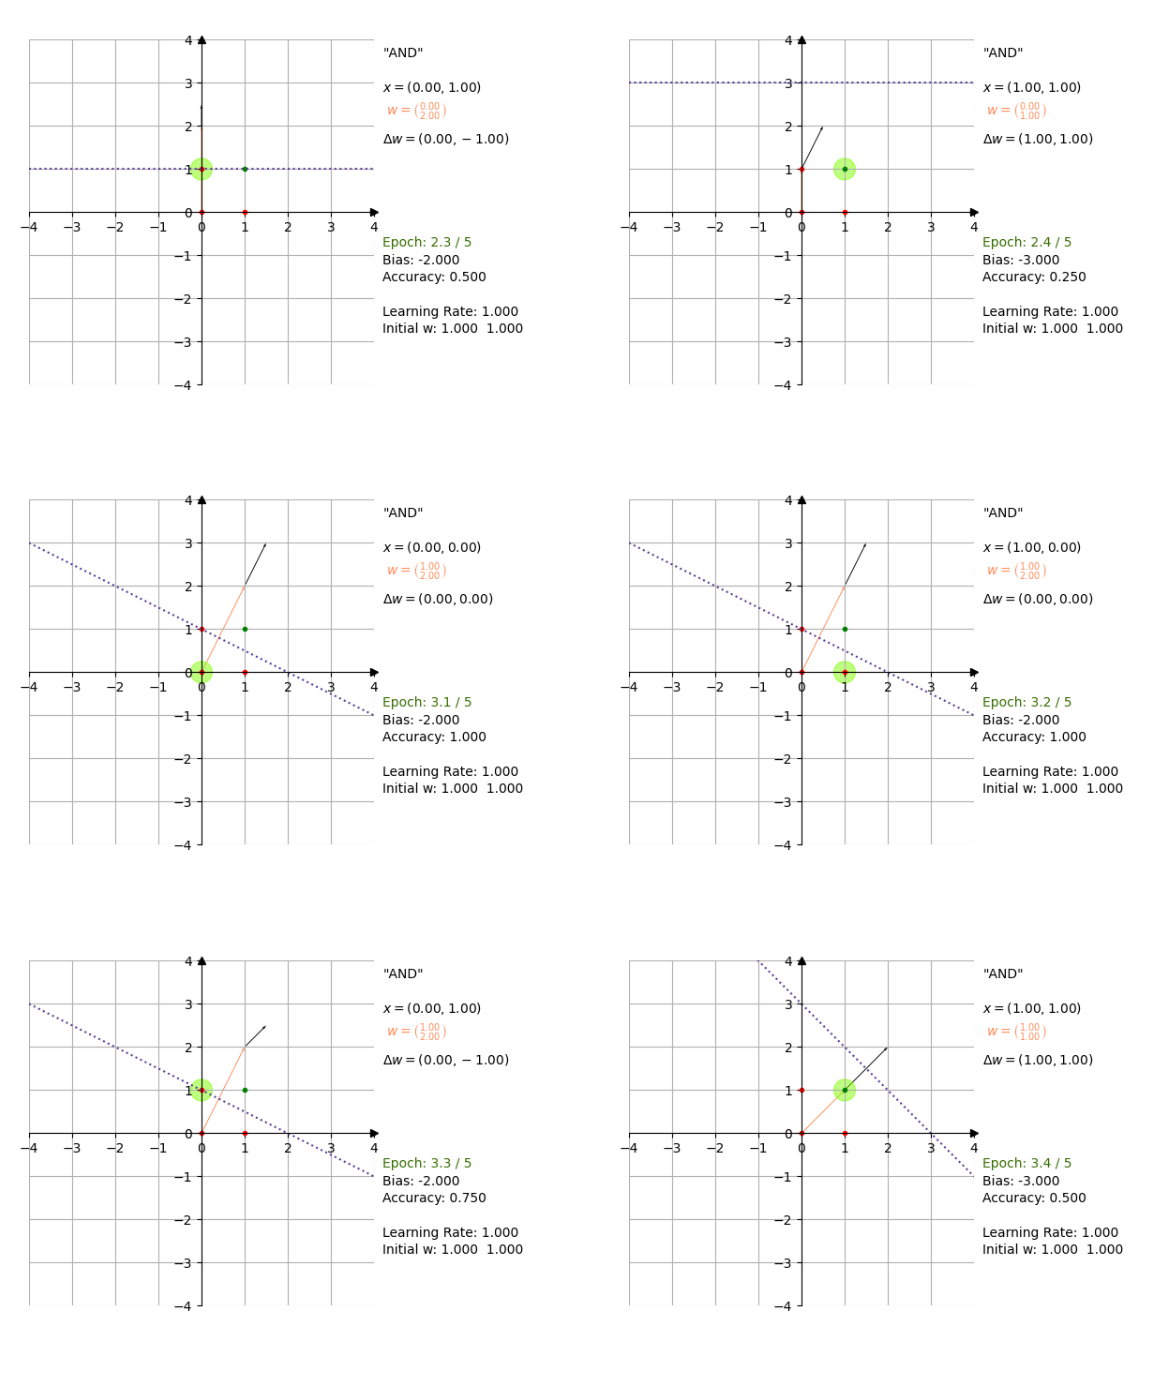 4
3
2
1
0
−1
−2
−3
−4
−4 −3 −2 −1 0 1 2 3 4
"AND"
x = (0.00, 1.00)
w = (0.00 2.00)
Δw = (0.00, − 1.00)
Epoch: 2.3 / 5
Bias: -2.000
Accuracy: 0.500
Learning Rate: 1.000
Initial w: 1.000 1.000
4
3
2
1
0
−1
−2
−3
−4
−4 −3 −2 −1 0 1 2 3 4
"AND"
x = (1.00, 1.00)
w = (0.00 1.00)
Δw = (1.00, 1.00)
Epoch: 2.4 / 5
Bias: -3.000
Accuracy: 0.250
Learning Rate: 1.000
Initial w: 1.000 1.000
4
3
2
1
0
−1
−2
−3
−4
−4 −3 −2 −1 0 1 2 3 4
"AND"
x = (0.00, 0.00)
w = (1.00 2.00)
Δw = (0.00, 0.00)
Epoch: 3.1 / 5
Bias: -2.000
Accuracy: 1.000
Learning Rate: 1.000
Initial w: 1.000 1.000
4
3
2
1
0
−1
−2
−3
−4
−4 −3 −2 −1 0 1 2 3 4
"AND"
x = (1.00, 0.00)
w = (1.00 2.00)
Δw = (0.00, 0.00)
Epoch: 3.2 / 5
Bias: -2.000
Accuracy: 1.000
Learning Rate: 1.000
Initial w: 1.000 1.000
4
3
2
1
0
−1
−2
−3
−4
−4 −3 −2 −1 0 1 2 3 4
"AND"
x = (0.00, 1.00)
w = (1.00 2.00)
Δw = (0.00, − 1.00)
Epoch: 3.3 / 5
Bias: -2.000
Accuracy: 0.750
Learning Rate: 1.000
Initial w: 1.000 1.000
4
3
2
1
0
−1
−2
−3
−4
−4 −3 −2 −1 0 1 2 3 4
"AND"
x = (1.00, 1.00)
w = (1.00 1.00)
Δw = (1.00, 1.00)
Epoch: 3.4 / 5
Bias: -3.000
Accuracy: 0.500
Learning Rate: 1.000
Initial w: 1.000 1.000